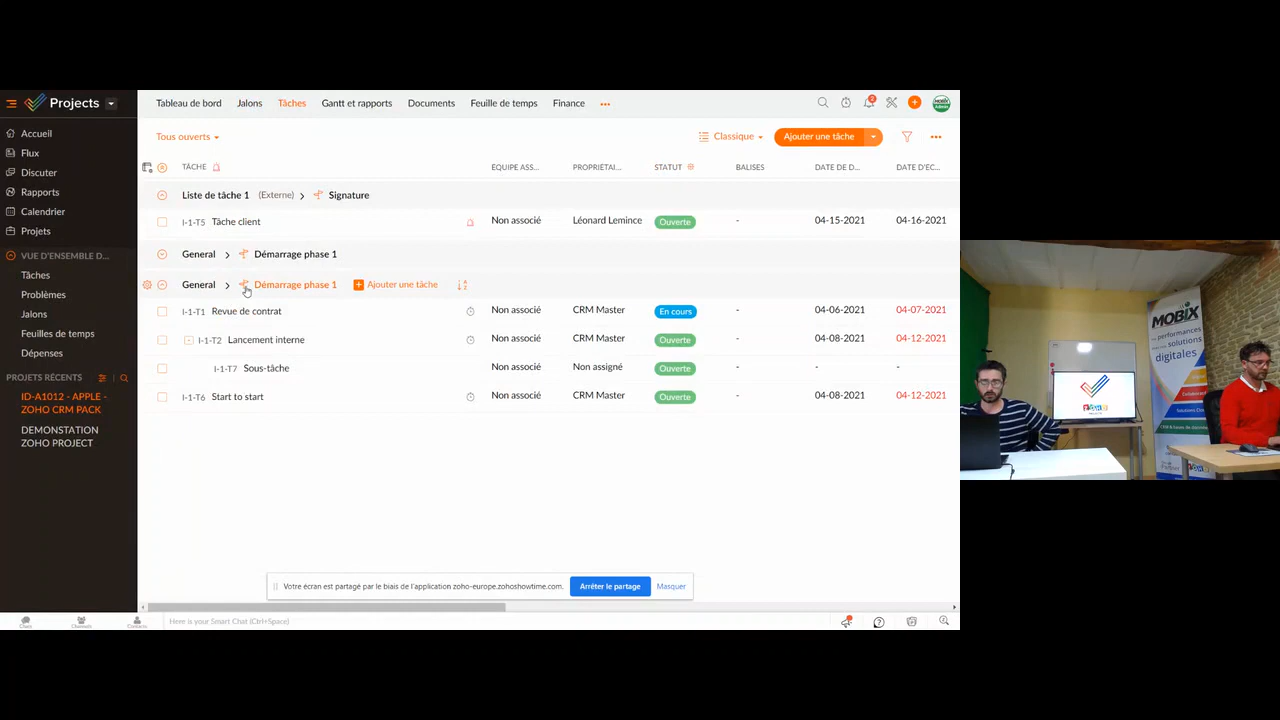 Projects
Tableau de bord
Jalons
Tâches
Gantt et rapports
Documents
Feuille de temps
Finance
Accueil
Flux
Discuter
Rapports
Calendrier
Projets
VUE D'ENSEMBLE D...
Tâches
Problèmes
Jalons
Feuilles de temps
Dépenses
PROJETS RÉCENTS
ID-A1012 - APPLE -
ZOHO CRM PACK
DEMONSTATION
ZOHO PROJECT
Tous ouverts
Classique
Ajouter une tâche
TÂCHE
EQUIPE ASS...
PROPRIÉTAI...
STATUT
BALISES
DATE DE D...
DATE D'ÉC...
Liste de tâche 1 (Externe) > Signature
I-1-T5 Tâche client Non associé Léonard Lemince Ouverte - 04-15-2021 04-16-2021
General > Démarrage phase 1
General > Démarrage phase 1 Ajouter une tâche
I-1-T1 Revue de contrat Non associé CRM Master En cours - 04-06-2021 04-07-2021
I-1-T2 Lancement interne Non associé CRM Master Ouverte - 04-08-2021 04-12-2021
I-1-T7 Sous-tâche Non associé Non assigné Ouverte - - -
I-1-T6 Start to start Non associé CRM Master Ouverte - 04-08-2021 04-12-2021
Votre écran est partagé par le biais de l'application zoho-europe.zohoshowtime.com.
Arrêter le partage
Masquer
Chats
Channels
Contacts
Here is your Smart Chat (Ctrl+Space)
MOBIX
performances
solutions
digitales